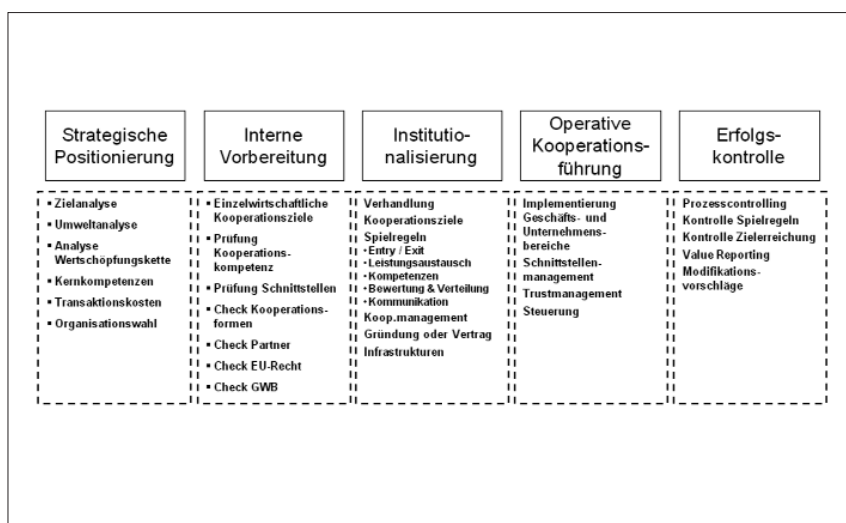 Strategische
Positionierung
▪ Zielanalyse
▪ Umweltanalyse
▪ Analyse
Wertschöpfungskette
▪ Kernkompetenzen
▪ Transaktionskosten
▪ Organisationswahl
Interne
Vorbereitung
▪ Einzelwirtschaftliche
Kooperationsziele
▪ Prüfung
Kooperations-
kompetenz
▪ Prüfung Schnittstellen
▪ Check Kooperations-
formen
▪ Check Partner
▪ Check EU-Recht
▪ Check GWB
Institutio-
nalisierung
Verhandlung
Kooperationsziele
Spielregeln
• Entry / Exit
• Leistungsaustausch
• Kompetenzen
• Bewertung & Verteilung
• Kommunikation
Koop.management
Gründung oder Vertrag
Infrastrukturen
Operative
Kooperations-
führung
Implementierung
Geschäfts- und
Unternehmens-
bereiche
Schnittstellen-
management
Trustmanagement
Steuerung
Erfolgs-
kontrolle
Prozesscontrolling
Kontrolle Spielregeln
Kontrolle Zielerreichung
Value Reporting
Modifikations-
vorschläge